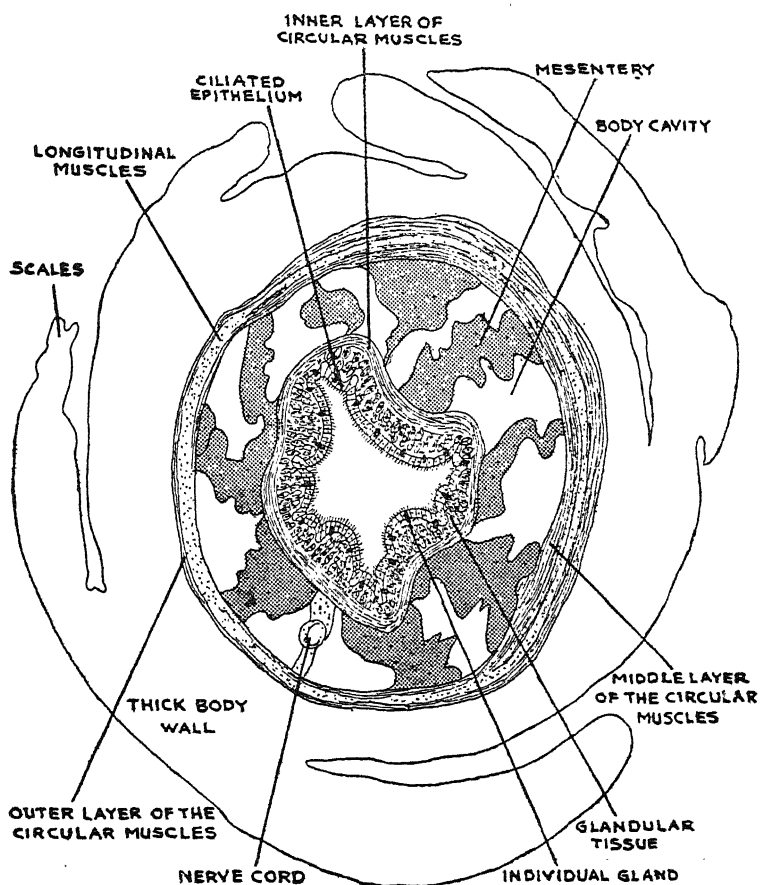 INNER LAYER OF
CIRCULAR MUSCLES
CILIATED
EPITHELIUM
MESENTERY
BODY CAVITY
LONGITUDINAL
MUSCLES
SCALES
THICK BODY
WALL
MIDDLE LAYER
OF THE CIRCULAR
MUSCLES
OUTER LAYER OF THE
CIRCULAR MUSCLES
GLANDULAR
TISSUE
NERVE CORD
INDIVIDUAL GLAND